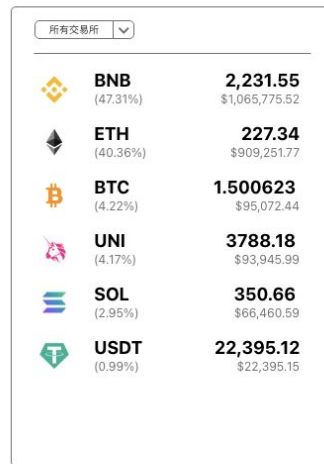 所有交易所
BNB 2,231.55
(47.31%) $1,065,775.52
ETH 227.34
(40.36%) $909,251.77
BTC 1.500623
(4.22%) $95,072.44
UNI 3788.18
(4.17%) $93,945.99
SOL 350.66
(2.95%) $66,460.59
USDT 22,395.12
(0.99%) $22,395.15